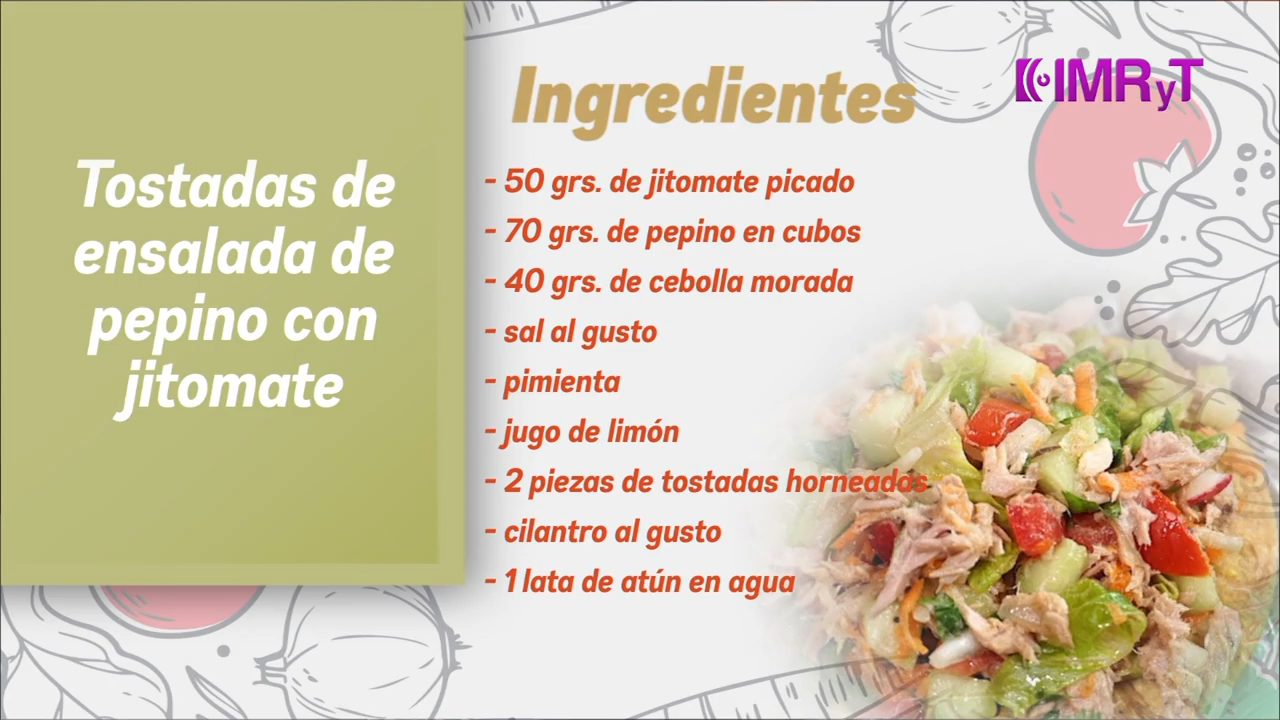 Tostadas de
ensalada de
pepino con
jitomate
Ingredientes
IMRyT
- 50 grs. de jitomate picado
- 70 grs. de pepino en cubos
- 40 grs. de cebolla morada
- sal al gusto
- pimienta
- jugo de limón
- 2 piezas de tostadas horneadas
- cilantro al gusto
- 1 lata de atún en agua